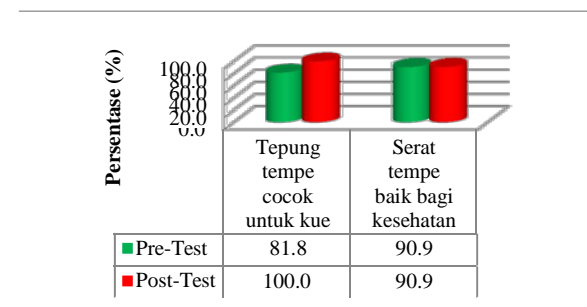 Persentase (%)
100.0
80.0
60.0
40.0
20.0
0.0
Tepung tempe cocok untuk kue
Serat tempe baik bagi kesehatan
Pre-Test 81.8 90.9
Post-Test 100.0 90.9